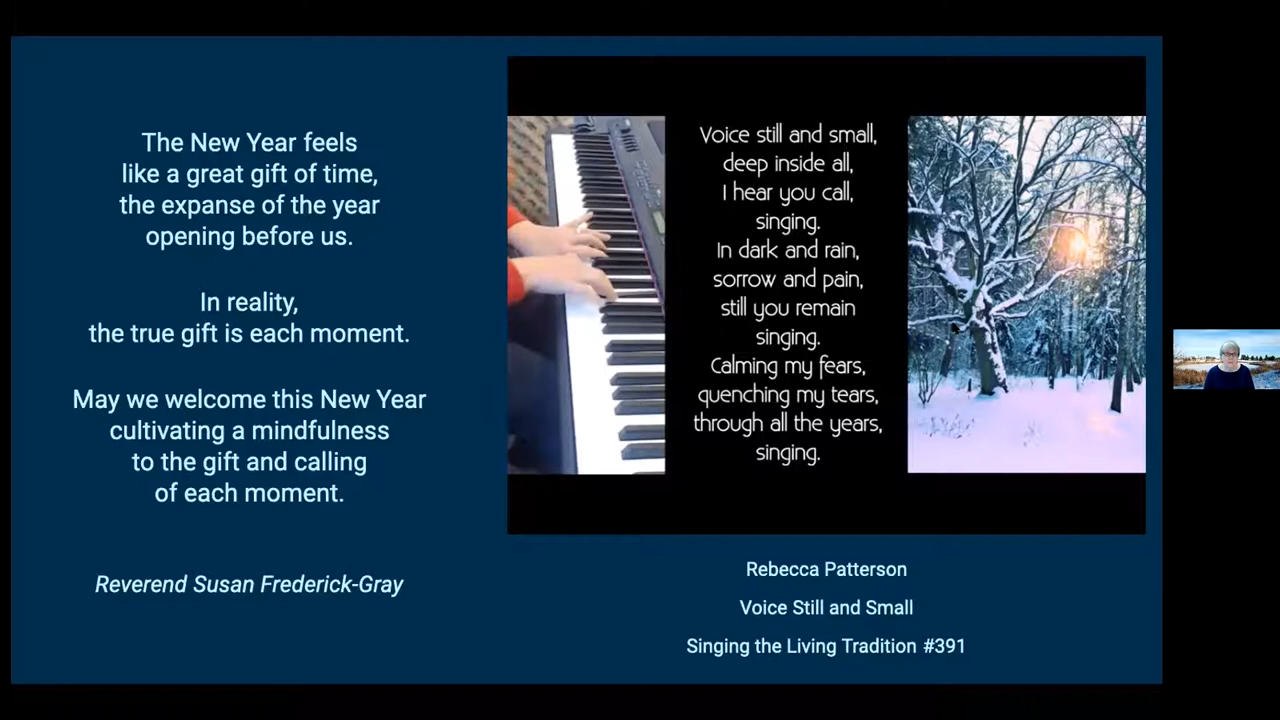 The New Year feels
like a great gift of time,
the expanse of the year
opening before us.
In reality,
the true gift is each moment.
May we welcome this New Year
cultivating a mindfulness
to the gift and calling
of each moment.
Reverend Susan Frederick-Gray
Voice still and small,
deep inside all,
I hear you call,
singing.
In dark and rain,
sorrow and pain,
still you remain
singing.
Calming my fears,
quenching my tears,
through all the years,
singing.
Rebecca Patterson
Voice Still and Small
Singing the Living Tradition #391